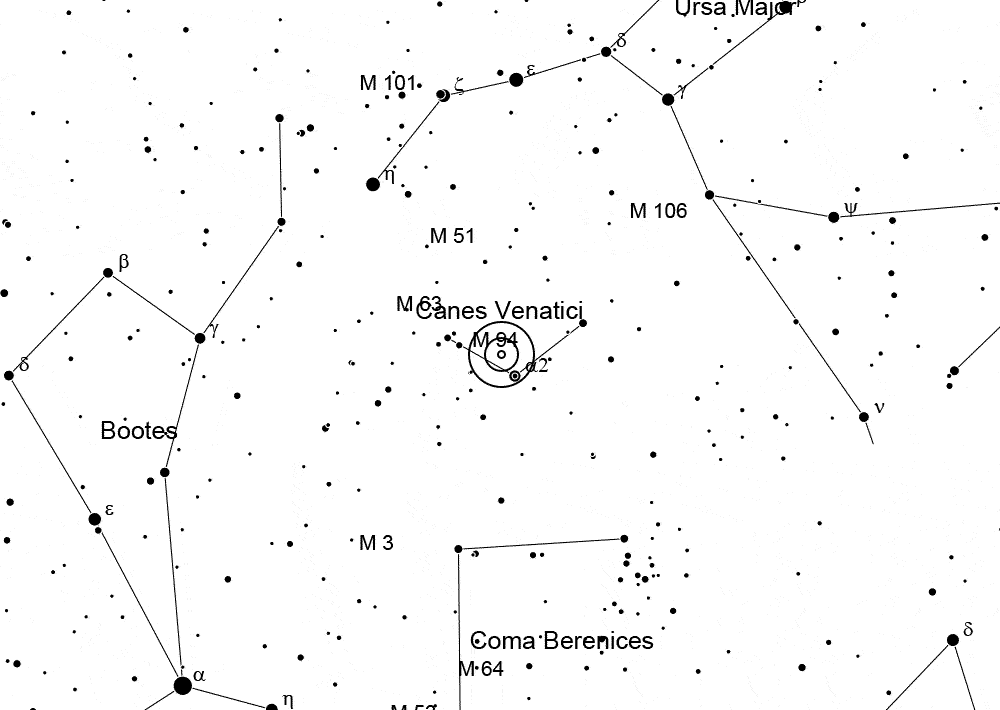 Ursa Major
β
δ
ε
M 101
ζ
γ
η
M 106
ψ
M 51
β
M 63
Canes Venatici
γ
M 94
δ
α2
ν
Bootes
ε
M 3
δ
Coma Berenices
M 64
α
η